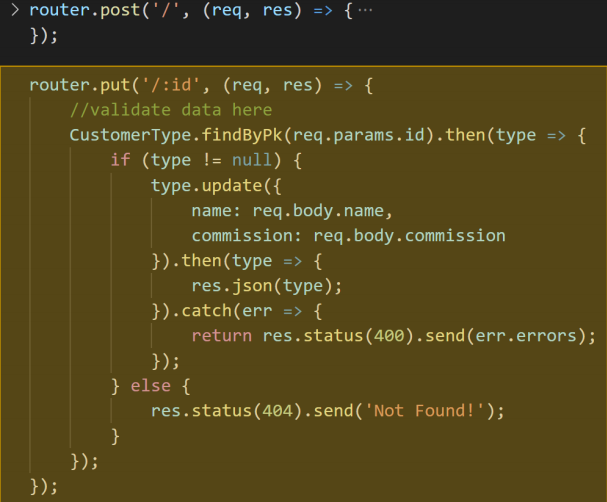 > router.post('/', (req, res) => {⋯
});
router.put('/:id', (req, res) => {
//validate data here
CustomerType.findByPk(req.params.id).then(type => {
if (type != null) {
type.update({
name: req.body.name,
commission: req.body.commission
}).then(type => {
res.json(type);
}).catch(err => {
return res.status(400).send(err.errors);
});
} else {
res.status(404).send('Not Found!');
}
});
});